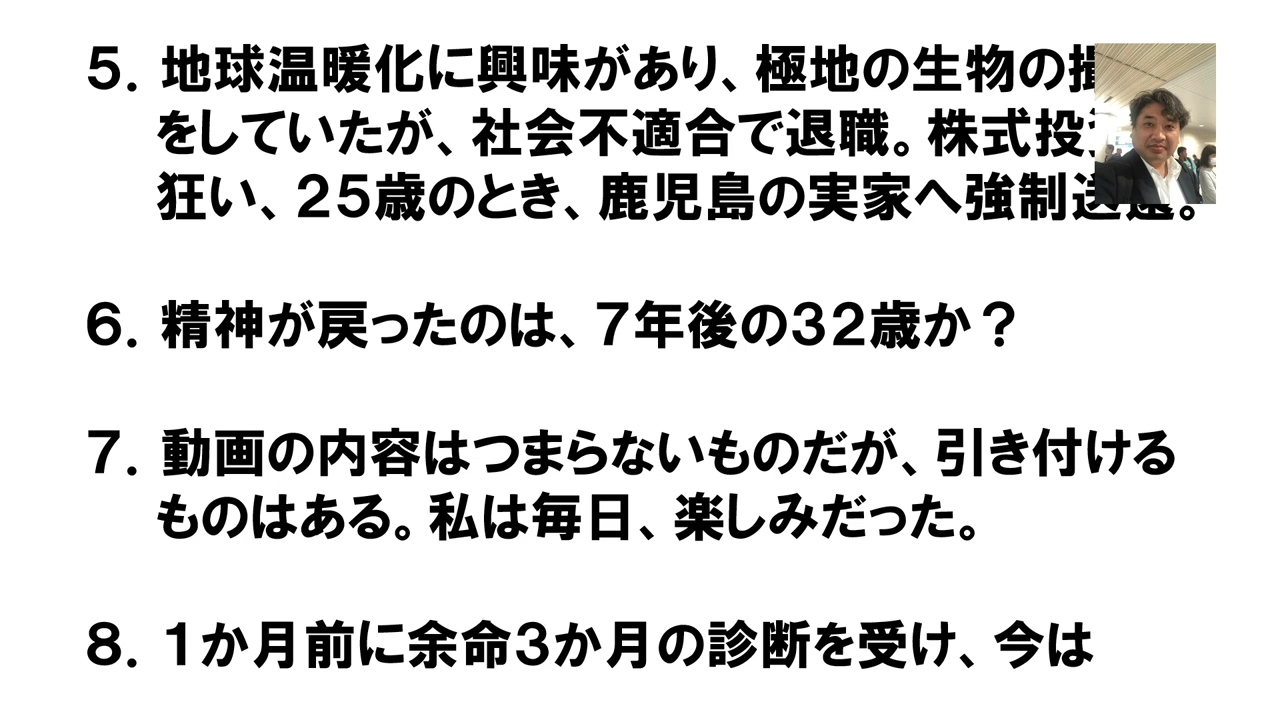 ５．地球温暖化に興味があり、極地の生物の
をしていたが、社会不適合で退職。株式投
狂い、２５歳のとき、鹿児島の実家へ強制送還。
６．精神が戻ったのは、７年後の３２歳か？
７．動画の内容はつまらないものだが、引き付ける
ものはある。私は毎日、楽しみだった。
８．１か月前に余命３か月の診断を受け、今は